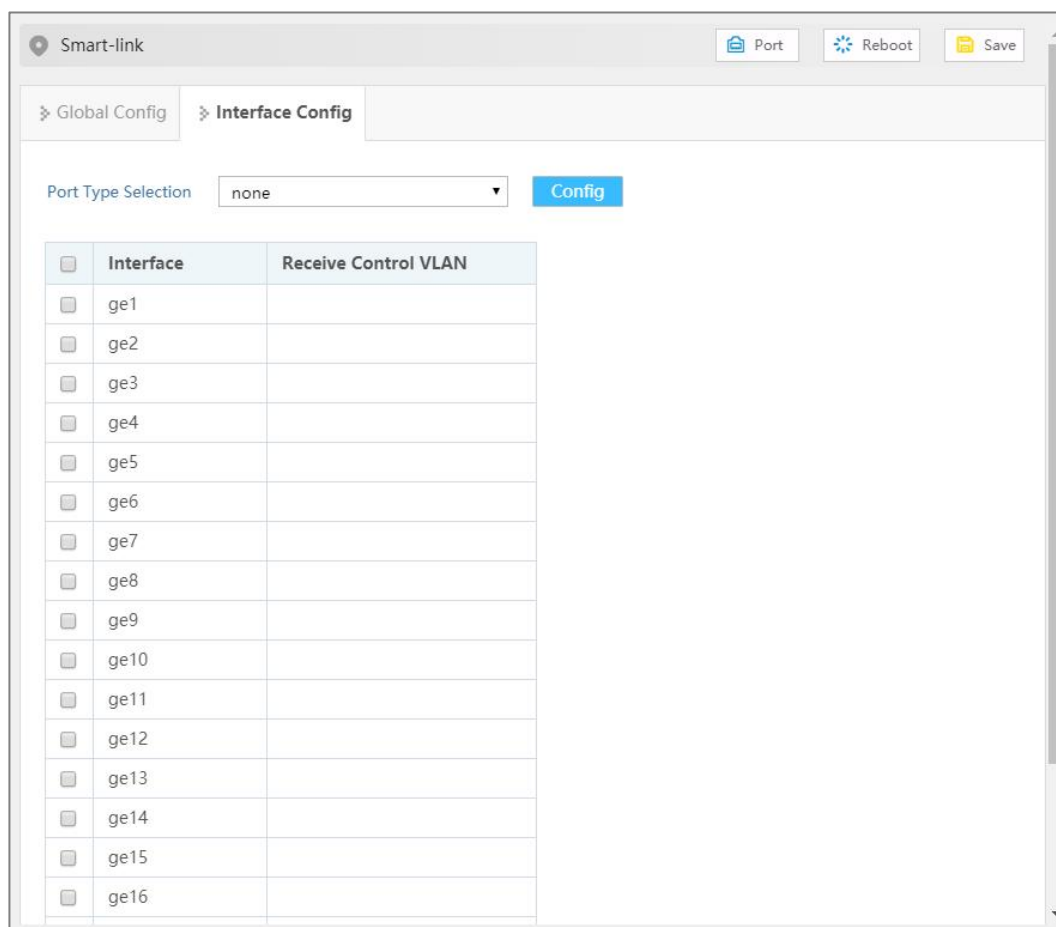 Smart-link Port Reboot Save
Global Config Interface Config
Port Type Selection none Config
Interface Receive Control VLAN
ge1
ge2
ge3
ge4
ge5
ge6
ge7
ge8
ge9
ge10
ge11
ge12
ge13
ge14
ge15
ge16